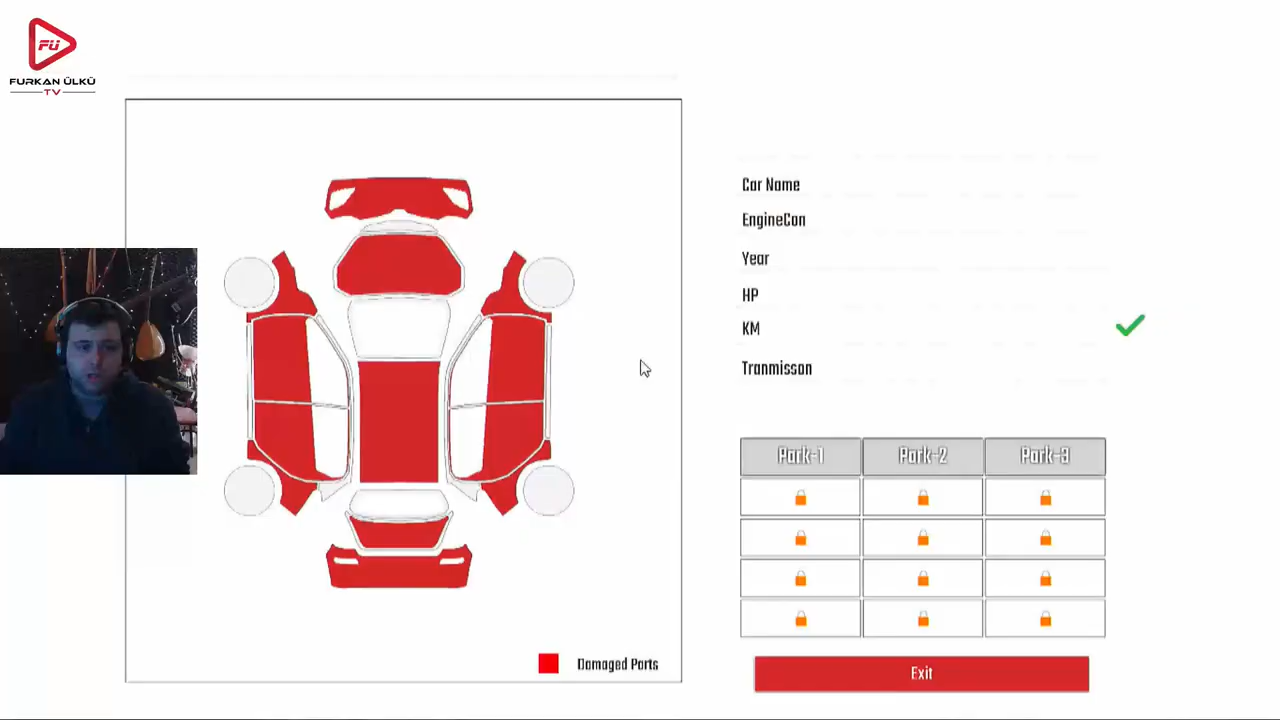 FU
FURKAN ÜLKÜ
TV
Car Name
EngineCon
Year
HP
KM
Tranmisson
Park-1 Park-2 Park-3
Damaged Parts
Exit